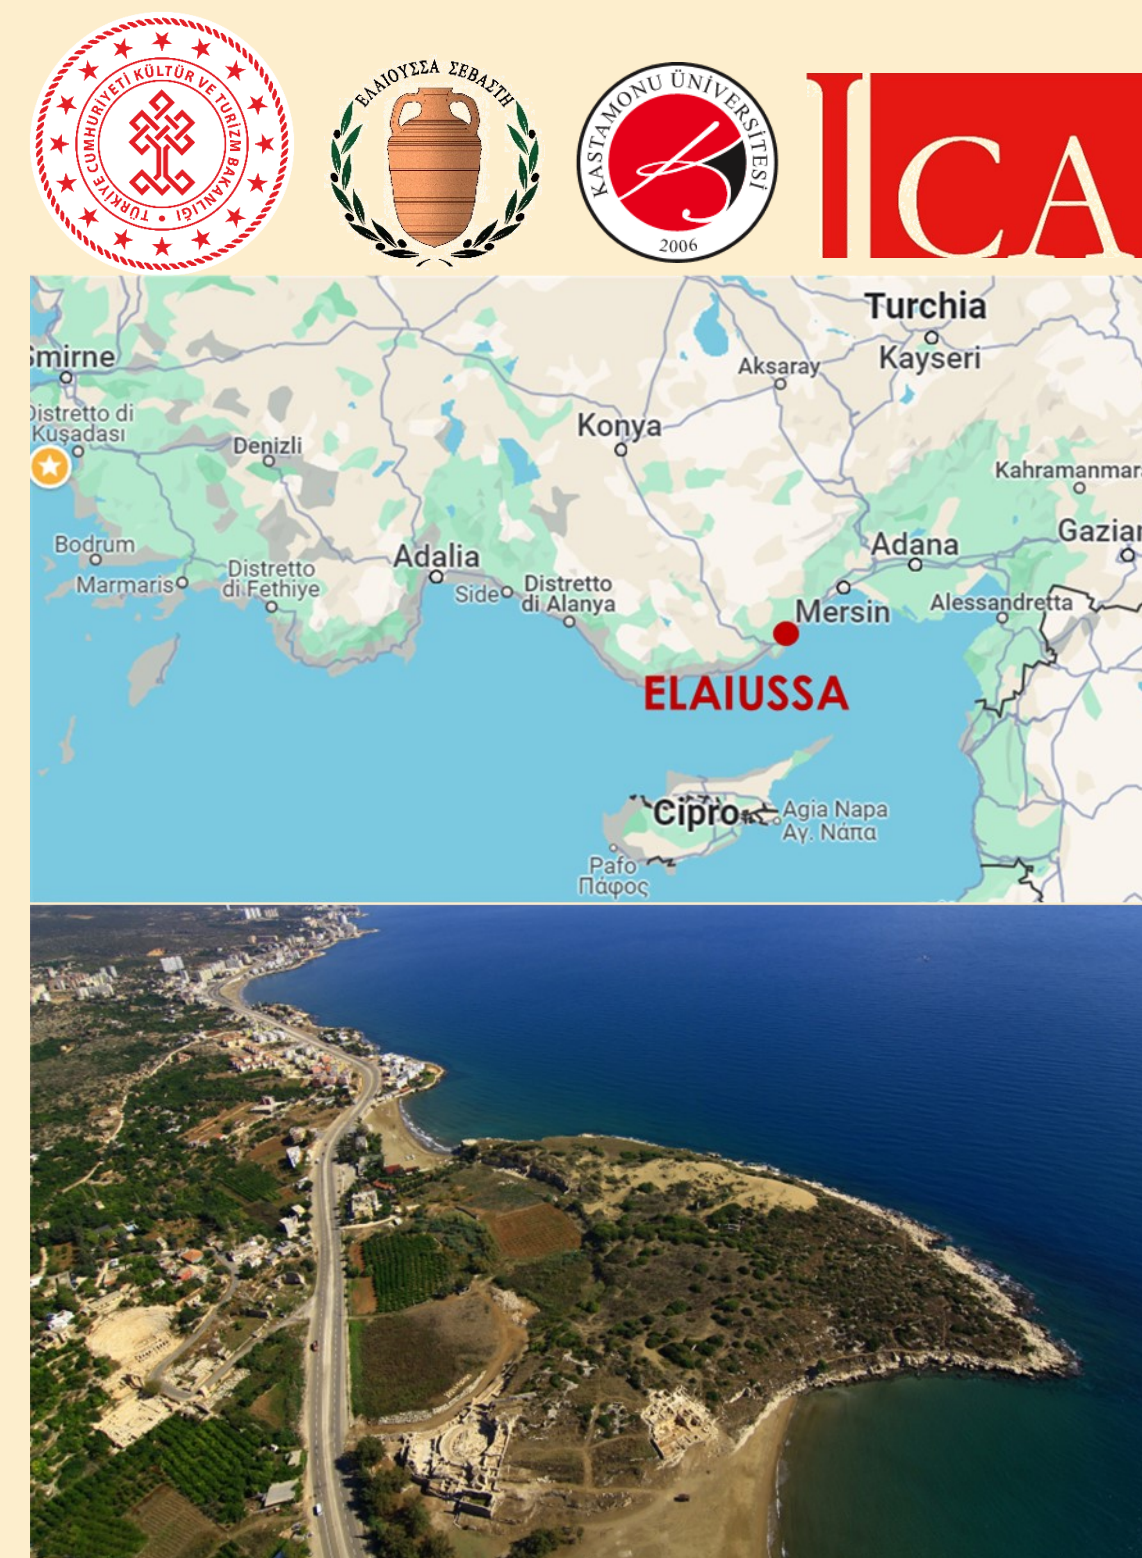 TÜRKİYE CUMHURİYETİ KÜLTÜR VE TURİZM BAKANLIĞI
ΕΛΑΙΟΥΣΣΑ ΣΕΒΑΣΤΗ
KASTAMONU ÜNİVERSİTESİ
2006
ICA
Turchia
Smirne
Kayseri
Aksaray
Distretto di
Kuşadası
Konya
Denizli
Kahramanmar
Gazian
Bodrum
Adalia
Adana
Marmaris
Distretto
di Fethiye
Side
Distretto
di Alanya
Mersin
Alessandretta
ELAIUSSA
Cipro
Agia Napa
Αγ. Νάπα
Pafo
Πάφος